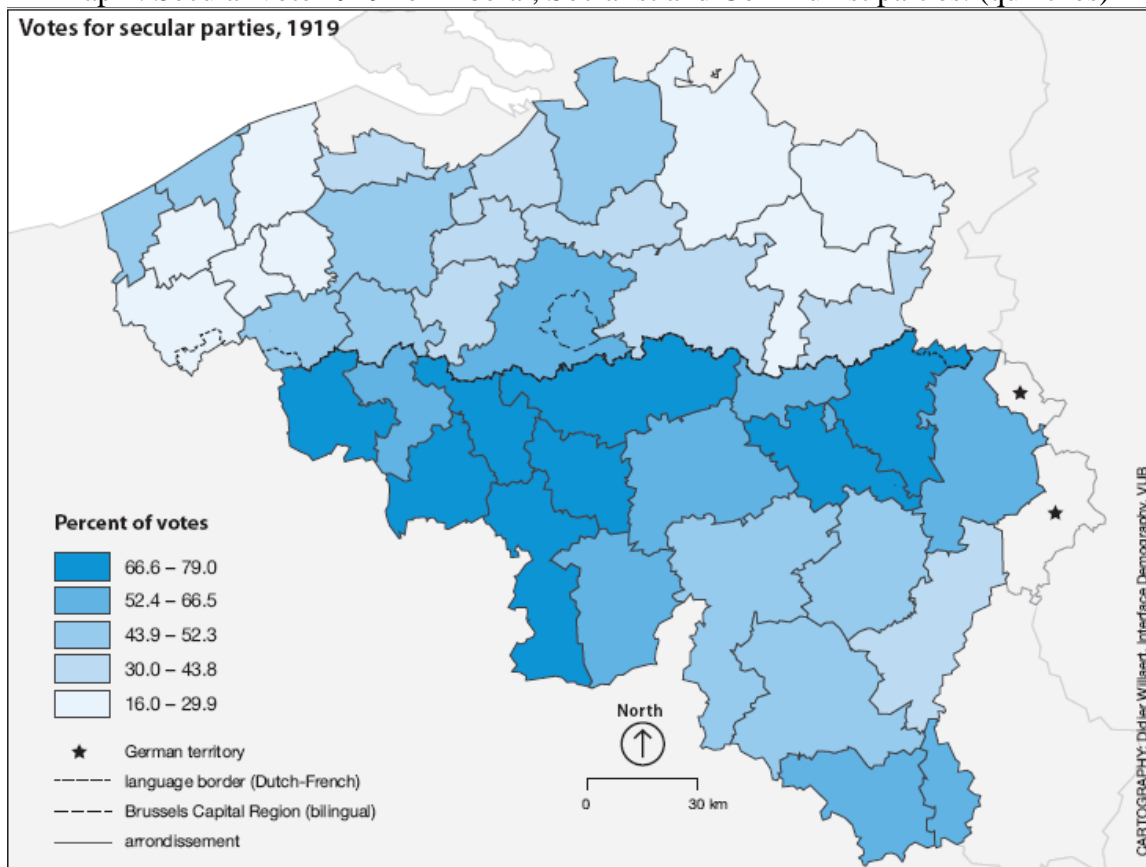 Votes for secular parties, 1919
Percent of votes
66.6 – 79.0
52.4 – 66.5
43.9 – 52.3
30.0 – 43.8
16.0 – 29.9
German territory
language border (Dutch-French)
Brussels Capital Region (bilingual)
arrondissement
North
0 30 km
CARTOGRAPHY: Didier Willaert, Interface Demography, VUB